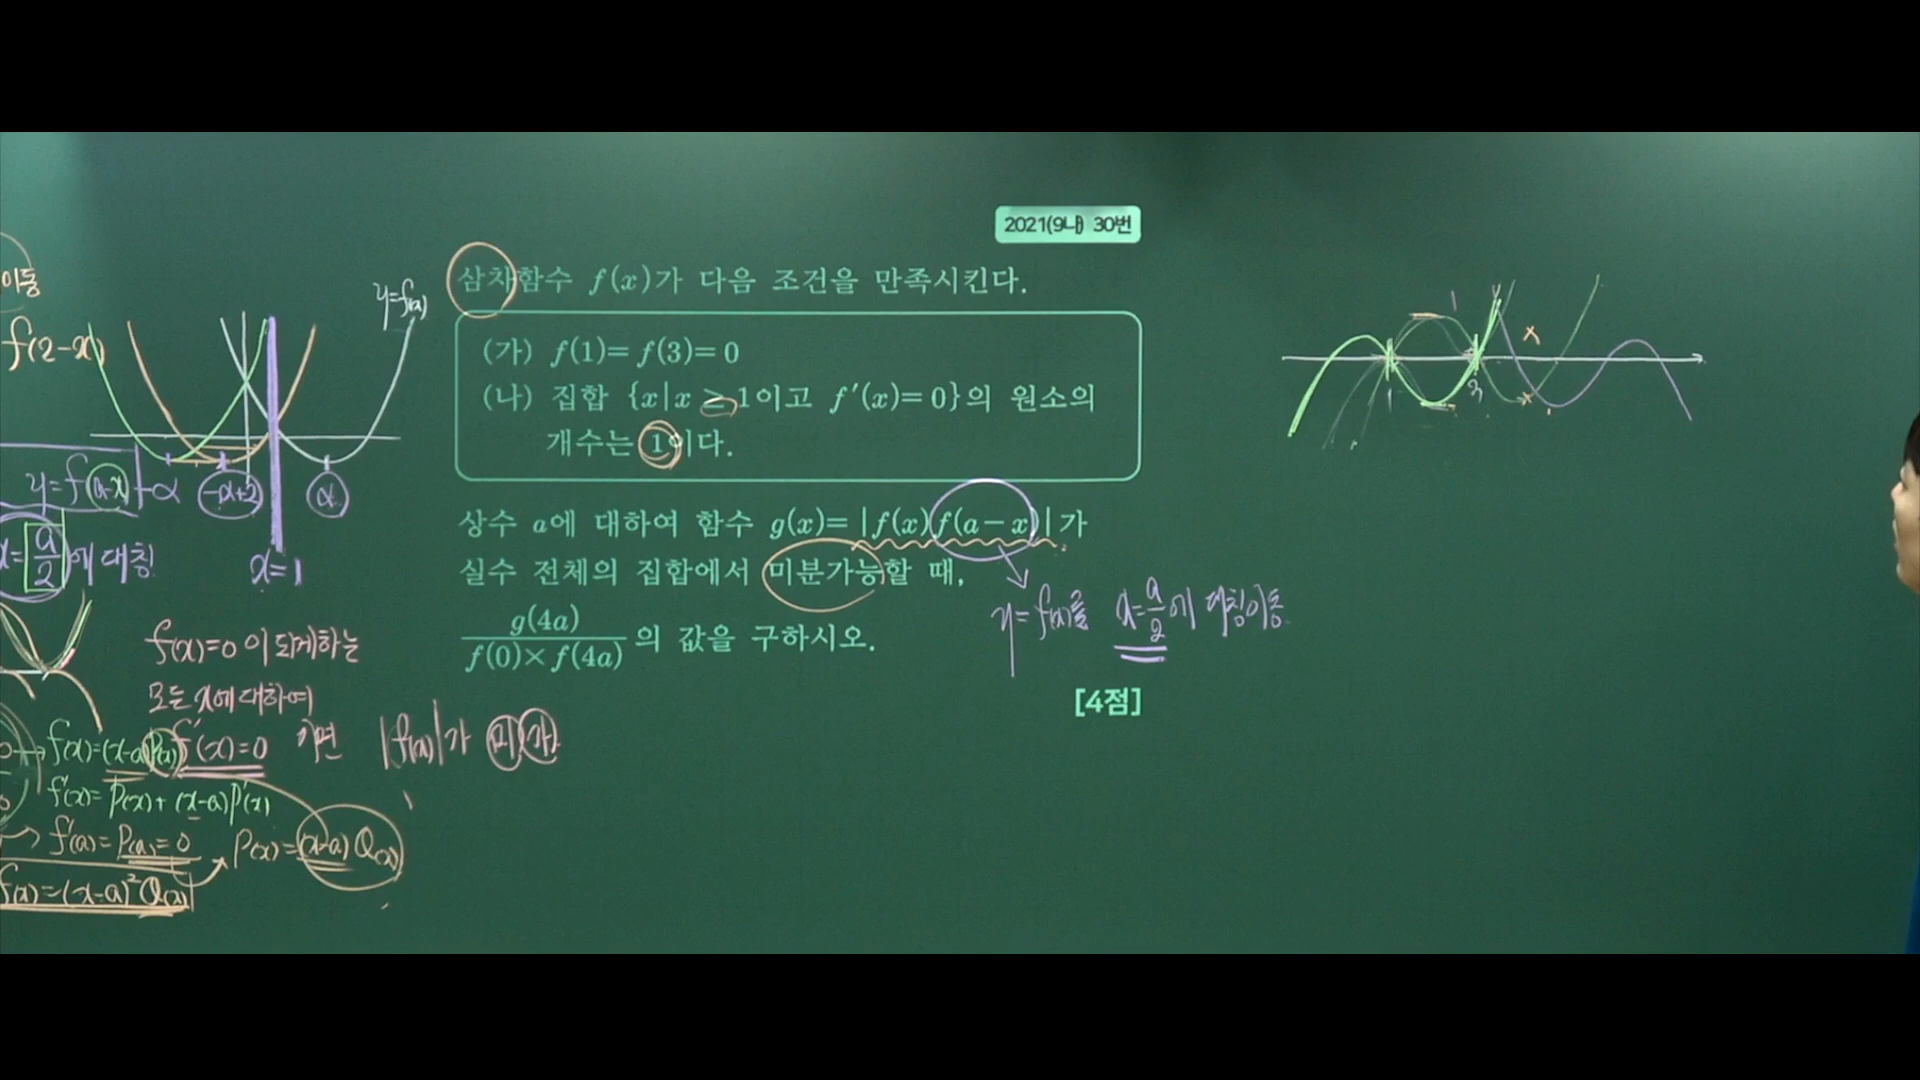 2021(9나) 30번
삼차함수 f(x)가 다음 조건을 만족시킨다.
(가) f(1)=f(3)=0
(나) 집합 {x|x ≥ 1이고 f′(x)=0}의 원소의
개수는 1이다.
상수 a에 대하여 함수 g(x)=|f(x)f(a−x)|가
실수 전체의 집합에서 미분가능할 때,
g(4a)
f(0)×f(4a)
의 값을 구하시오.
[4점]
y=f(x)를 x=a/2에 대칭이동
이동
f(2-x)
y=f(x)
y=f(a-x)
-α
-α+2
α
x=a/2에 대칭
x=1
f(x)=0 이 되게하는
모든 x에 대하여
f′(x)=0 이면 |f(x)|가 미가
f(x)=(x-a)P(x)
f′(x)=P(x)+(x-a)P′(x)
f′(a)=P(a)=0
P(x)=(x-a)Q(x)
f(x)=(x-a)²Q(x)
1
3